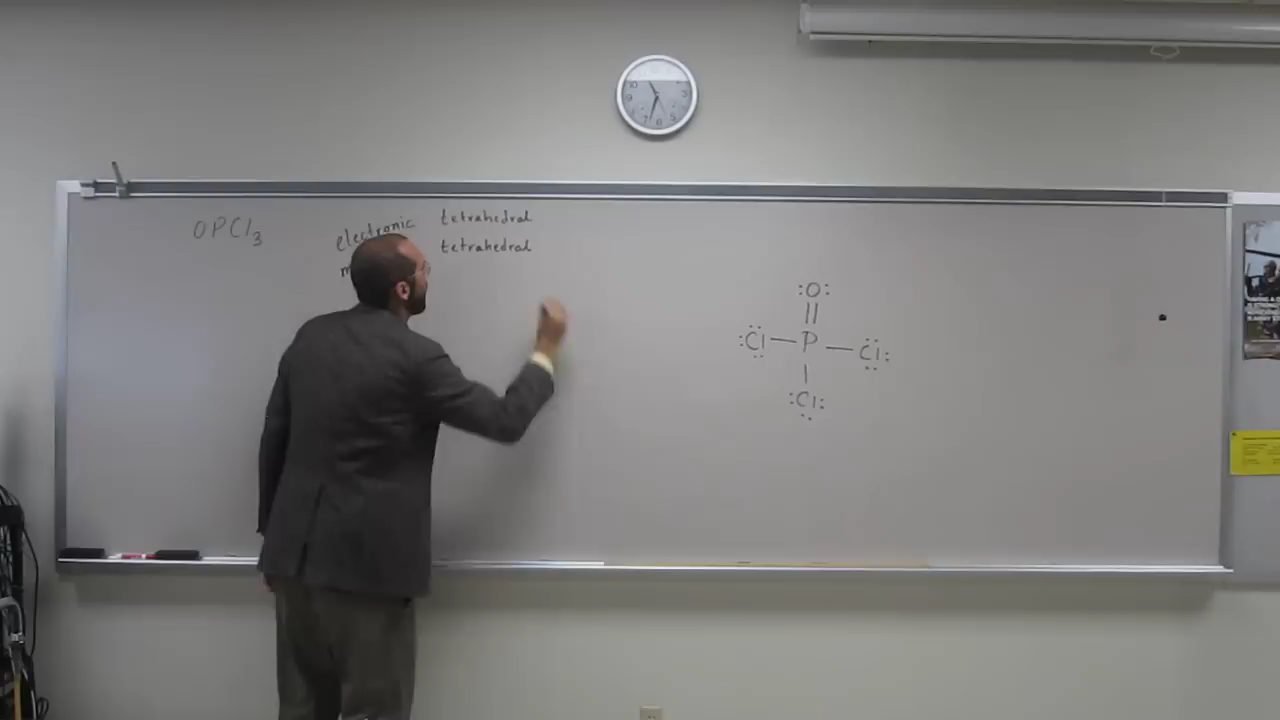 OPCl₃
electronic tetrahedral
tetrahedral
:O:
:Cl — P — Cl:
:Cl: